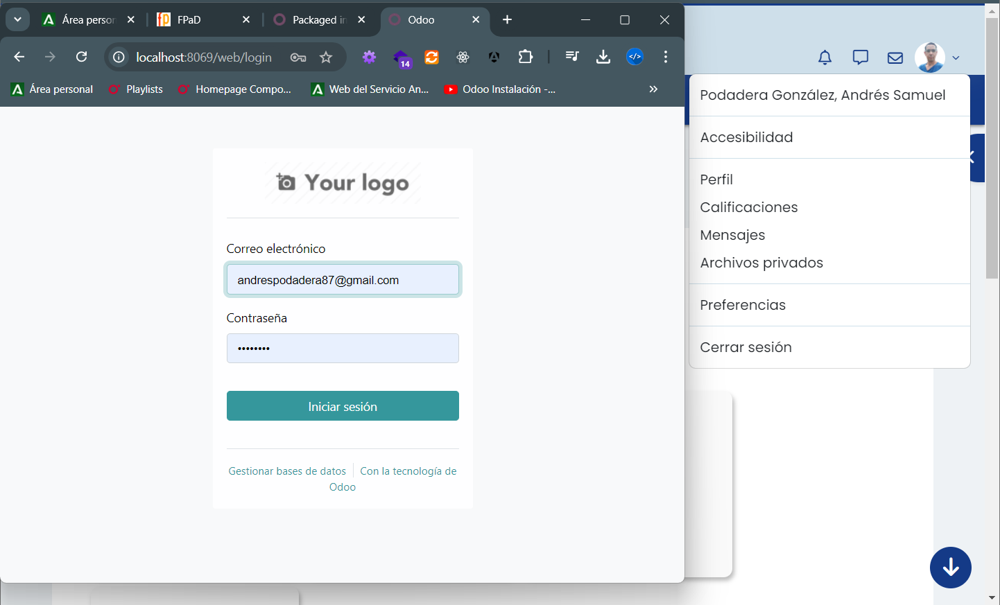 Área person
FPaD
Packaged in
Odoo
localhost:8069/web/login
14
Área personal
Playlists
Homepage Compo...
Web del Servicio An...
Odoo Instalación -...
Your logo
Correo electrónico
andrespodadera87@gmail.com
Contraseña
••••••••
Iniciar sesión
Gestionar bases de datos
Con la tecnología de
Odoo
Podadera González, Andrés Samuel
Accesibilidad
Perfil
Calificaciones
Mensajes
Archivos privados
Preferencias
Cerrar sesión